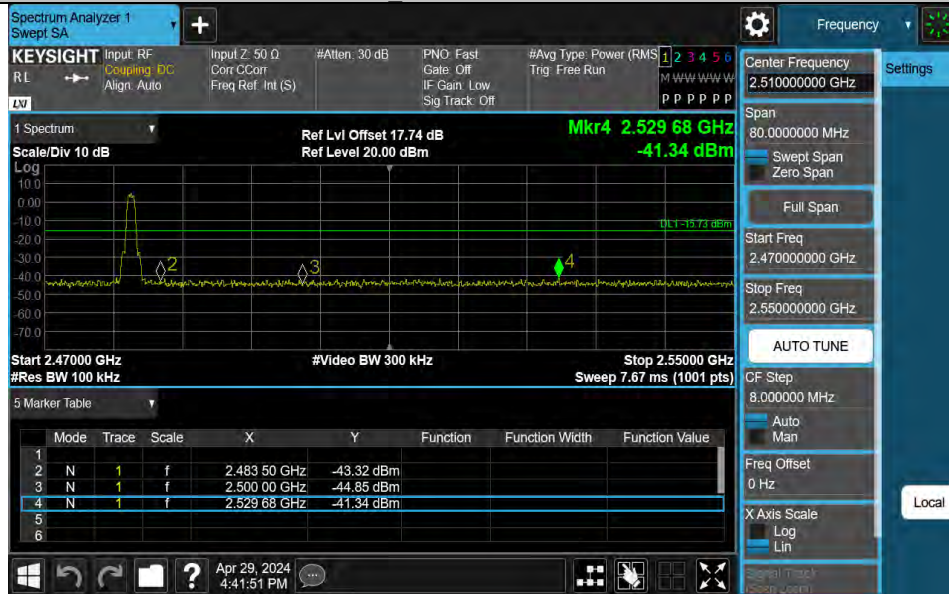 Spectrum Analyzer 1
Swept SA
+
Frequency
KEYSIGHT
RL
LXI
Input: RF
Coupling: DC
Align: Auto
Input Z: 50 Ω
Corr CCorr
Freq Ref: Int (S)
#Atten: 30 dB
PNO: Fast
Gate: Off
IF Gain: Low
Sig Track: Off
#Avg Type: Power (RMS
Trig: Free Run
1 2 3 4 5 6
M W W W W W
P P P P P P
1 Spectrum
Scale/Div 10 dB
Ref Lvl Offset 17.74 dB
Ref Level 20.00 dBm
Mkr4 2.529 68 GHz
-41.34 dBm
Log
10.0
0.00
-10.0
-20.0
-30.0
-40.0
-50.0
-60.0
-70.0
DL1 -15.73 dBm
2
3
4
Start 2.47000 GHz
#Res BW 100 kHz
#Video BW 300 kHz
Stop 2.55000 GHz
Sweep 7.67 ms (1001 pts)
5 Marker Table
Mode Trace Scale X Y Function Function Width Function Value
1
2 N 1 f 2.483 50 GHz -43.32 dBm
3 N 1 f 2.500 00 GHz -44.85 dBm
4 N 1 f 2.529 68 GHz -41.34 dBm
5
6
?
Apr 29, 2024
4:41:51 PM
Center Frequency
2.510000000 GHz
Settings
Span
80.0000000 MHz
Swept Span
Zero Span
Full Span
Start Freq
2.470000000 GHz
Stop Freq
2.550000000 GHz
AUTO TUNE
CF Step
8.000000 MHz
Auto
Man
Freq Offset
0 Hz
Local
X Axis Scale
Log
Lin
Signal Track
(Span Zoom)